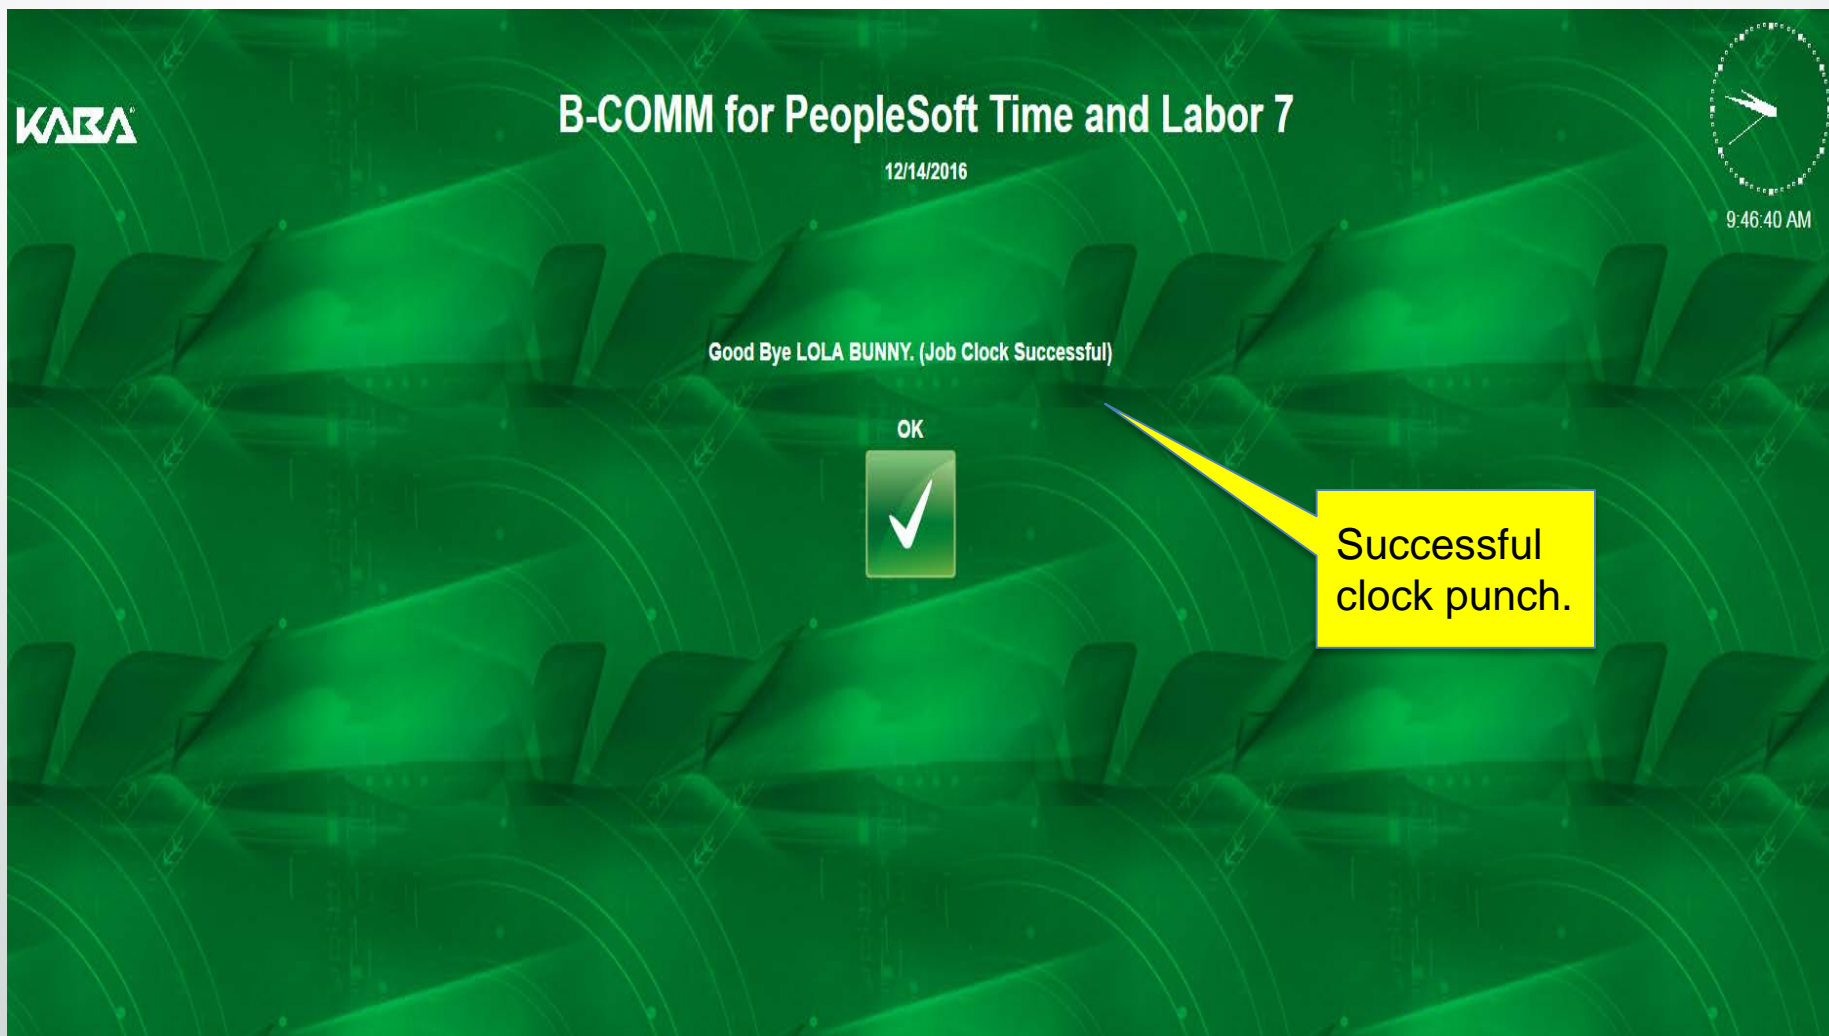 KABA
B-COMM for PeopleSoft Time and Labor 7
12/14/2016
9:46:40 AM
Good Bye LOLA BUNNY. (Job Clock Successful)
OK
Successful
clock punch.